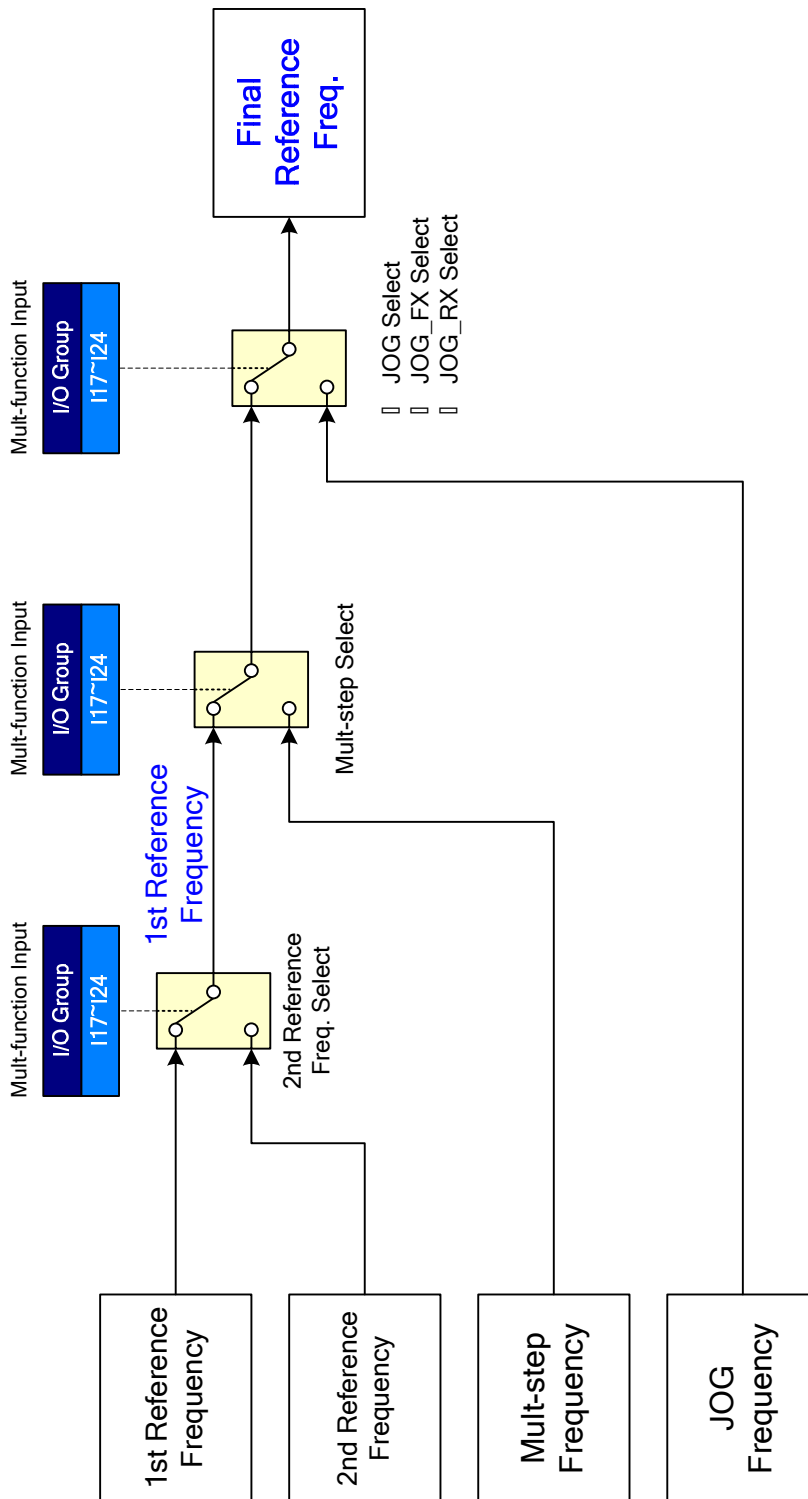 Mult-function Input
I/O Group
I17~I24
Mult-function Input
I/O Group
I17~I24
Mult-function Input
I/O Group
I17~I24
1st Reference
Frequency
2nd Reference
Frequency
Mult-step
Frequency
JOG
Frequency
2nd Reference
Freq. Select
1st Reference
Frequency
Mult-step Select
JOG Select
JOG_FX Select
JOG_RX Select
Final
Reference
Freq.